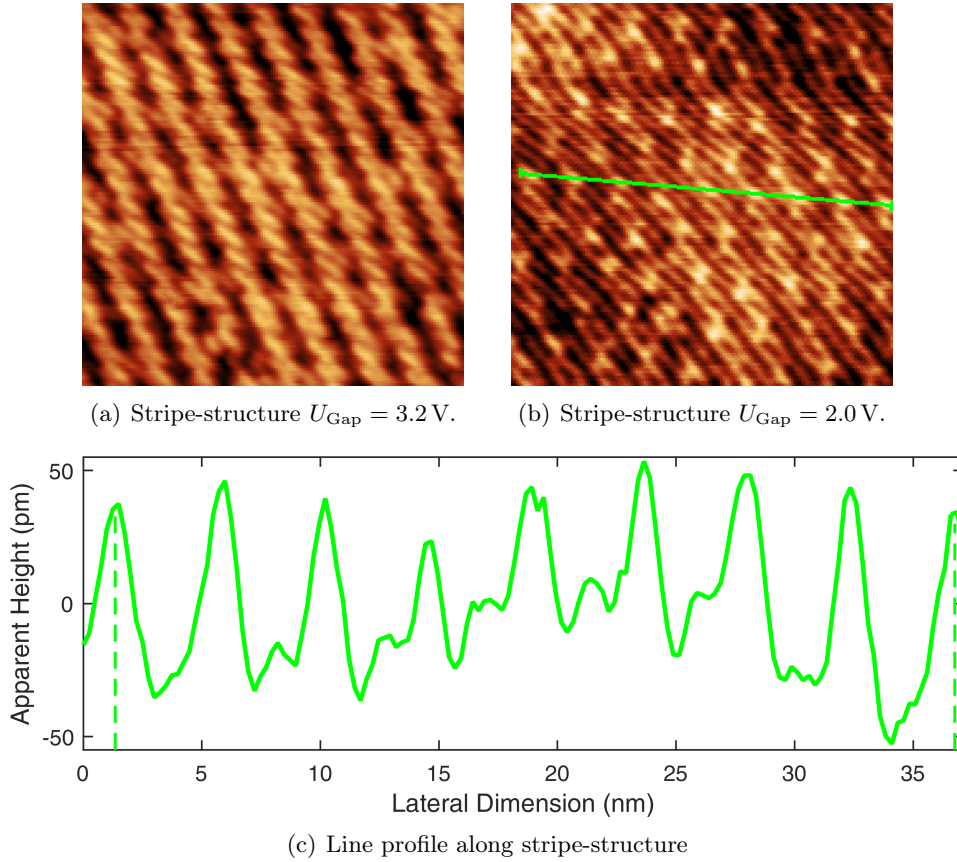 (a) Stripe-structure U_Gap = 3.2 V.
(b) Stripe-structure U_Gap = 2.0 V.
50
0
-50
Apparent Height (pm)
0 5 10 15 20 25 30 35
Lateral Dimension (nm)
(c) Line profile along stripe-structure